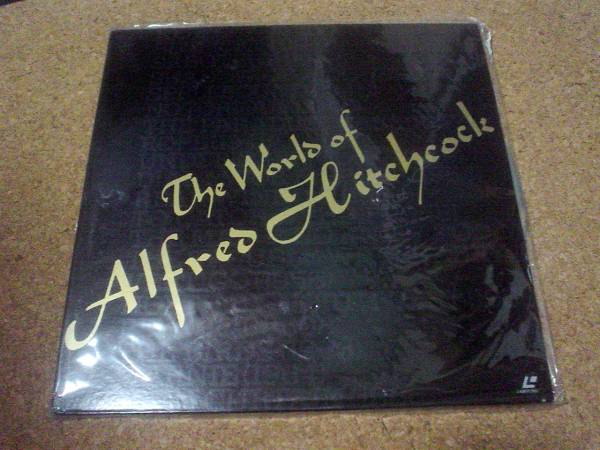 The World of
Alfred Hitchcock